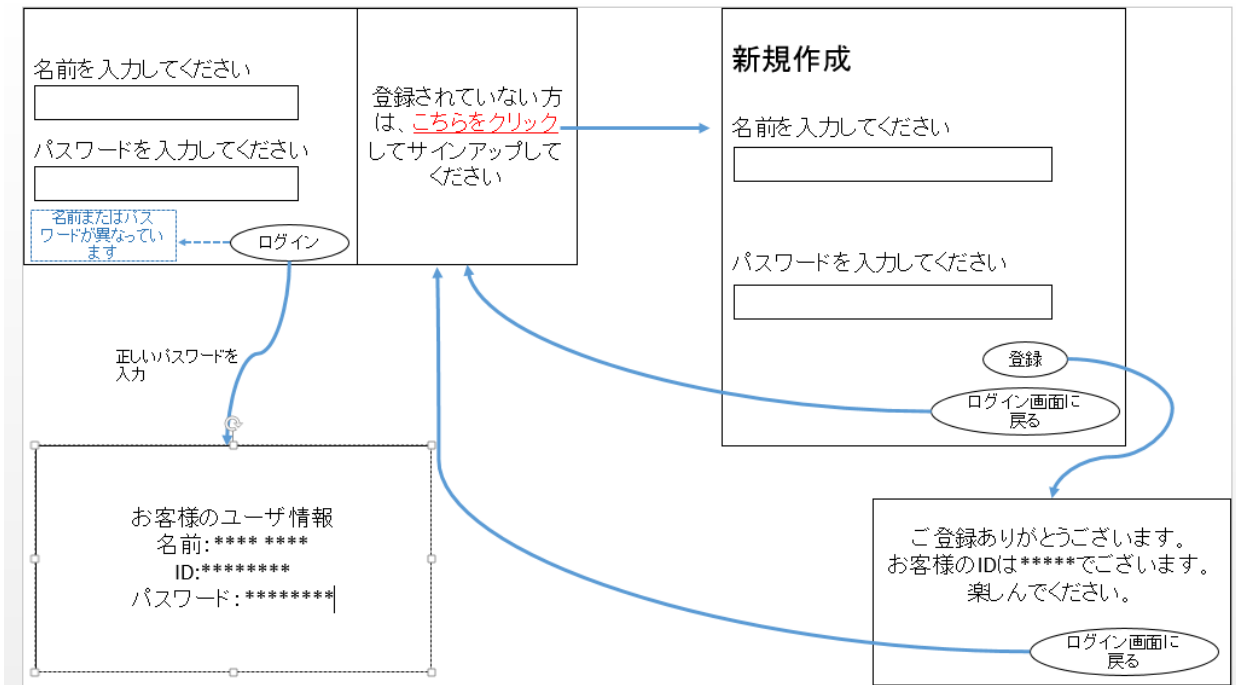 名前を入力してください
パスワードを入力してください
名前またはパス
ワードが異なってい
ます
ログイン
登録されていない方
は、こちらをクリック
してサインアップして
ください
正しいパスワードを
入力
お客様のユーザ情報
名前:**** ****
ID:********
パスワード:********
新規作成
名前を入力してください
パスワードを入力してください
登録
ログイン画面に
戻る
ご登録ありがとうございます。
お客様のIDは*****でございます。
楽しんでください。
ログイン画面に
戻る